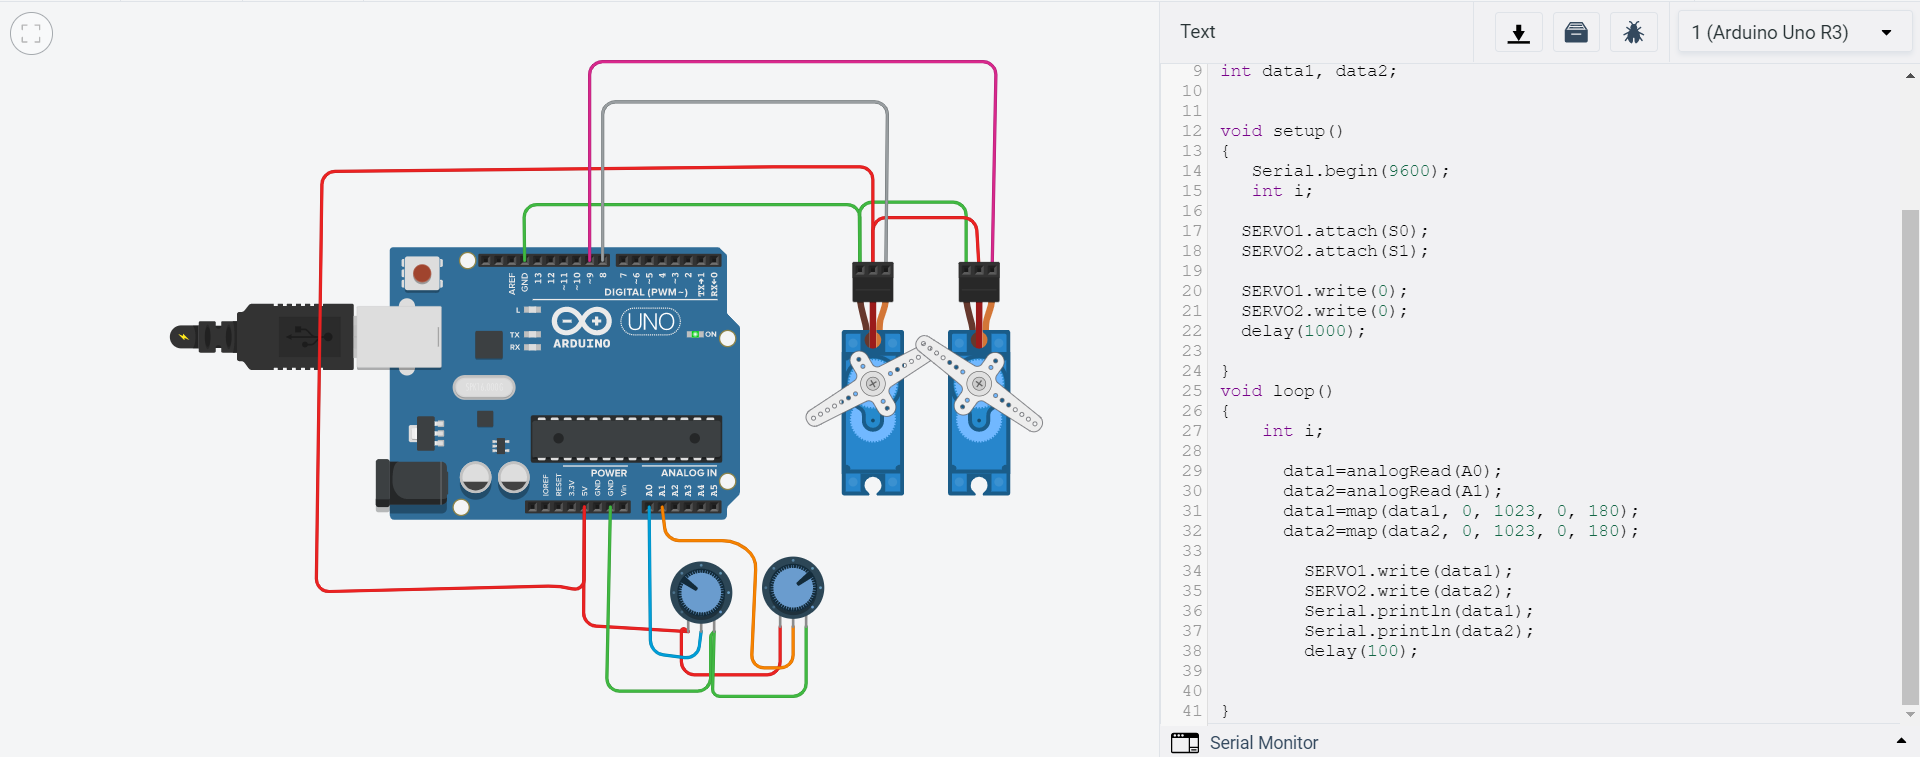 Text
1 (Arduino Uno R3)
9 int data1, data2;
10
11
12 void setup()
13 {
14 Serial.begin(9600);
15 int i;
16
17 SERVO1.attach(S0);
18 SERVO2.attach(S1);
19
20 SERVO1.write(0);
21 SERVO2.write(0);
22 delay(1000);
23
24 }
25 void loop()
26 {
27 int i;
28
29 data1=analogRead(A0);
30 data2=analogRead(A1);
31 data1=map(data1, 0, 1023, 0, 180);
32 data2=map(data2, 0, 1023, 0, 180);
33
34 SERVO1.write(data1);
35 SERVO2.write(data2);
36 Serial.println(data1);
37 Serial.println(data2);
38 delay(100);
39
40
41 }
Serial Monitor
AREF GND 13 12 ~11 ~10 ~9 8 7 ~6 ~5 4 ~3 2 TX→1 RX←0
DIGITAL (PWM~)
L
TX
RX
ARDUINO
UNO
ON
POWER
ANALOG IN
IOREF RESET 3.3V 5V GND GND Vin A0 A1 A2 A3 A4 A5